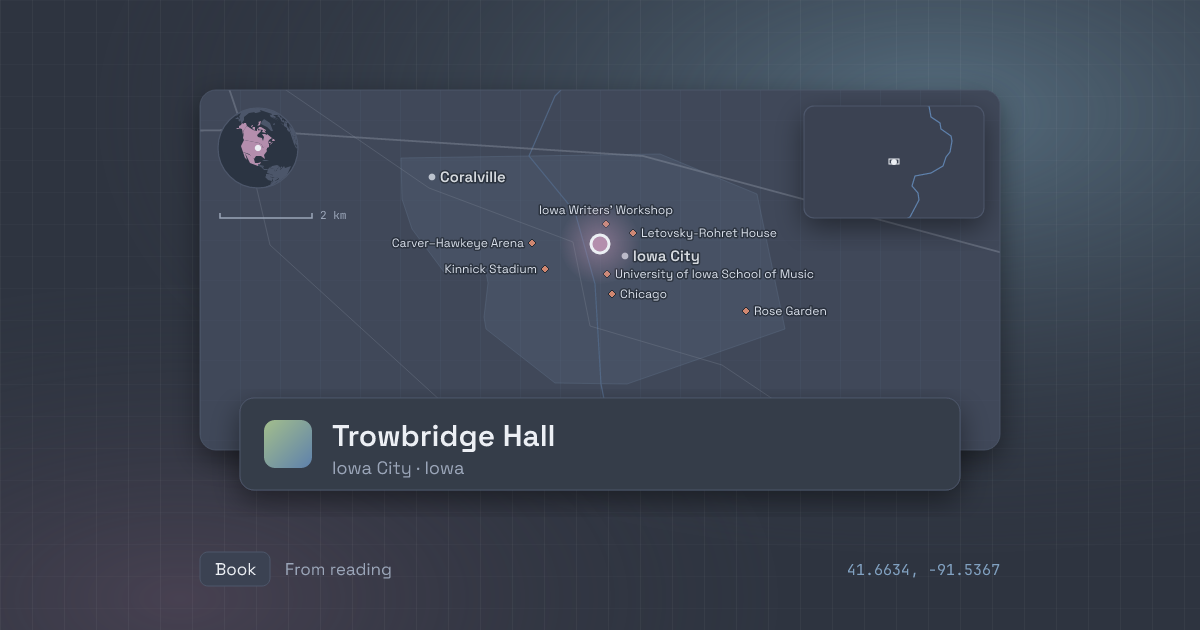 Coralville
2 km
Iowa Writers' Workshop
Letovsky-Rohret House
Carver-Hawkeye Arena
Iowa City
Kinnick Stadium
University of Iowa School of Music
Chicago
Rose Garden
Trowbridge Hall
Iowa City · Iowa
Book
From reading
41.6634, -91.5367